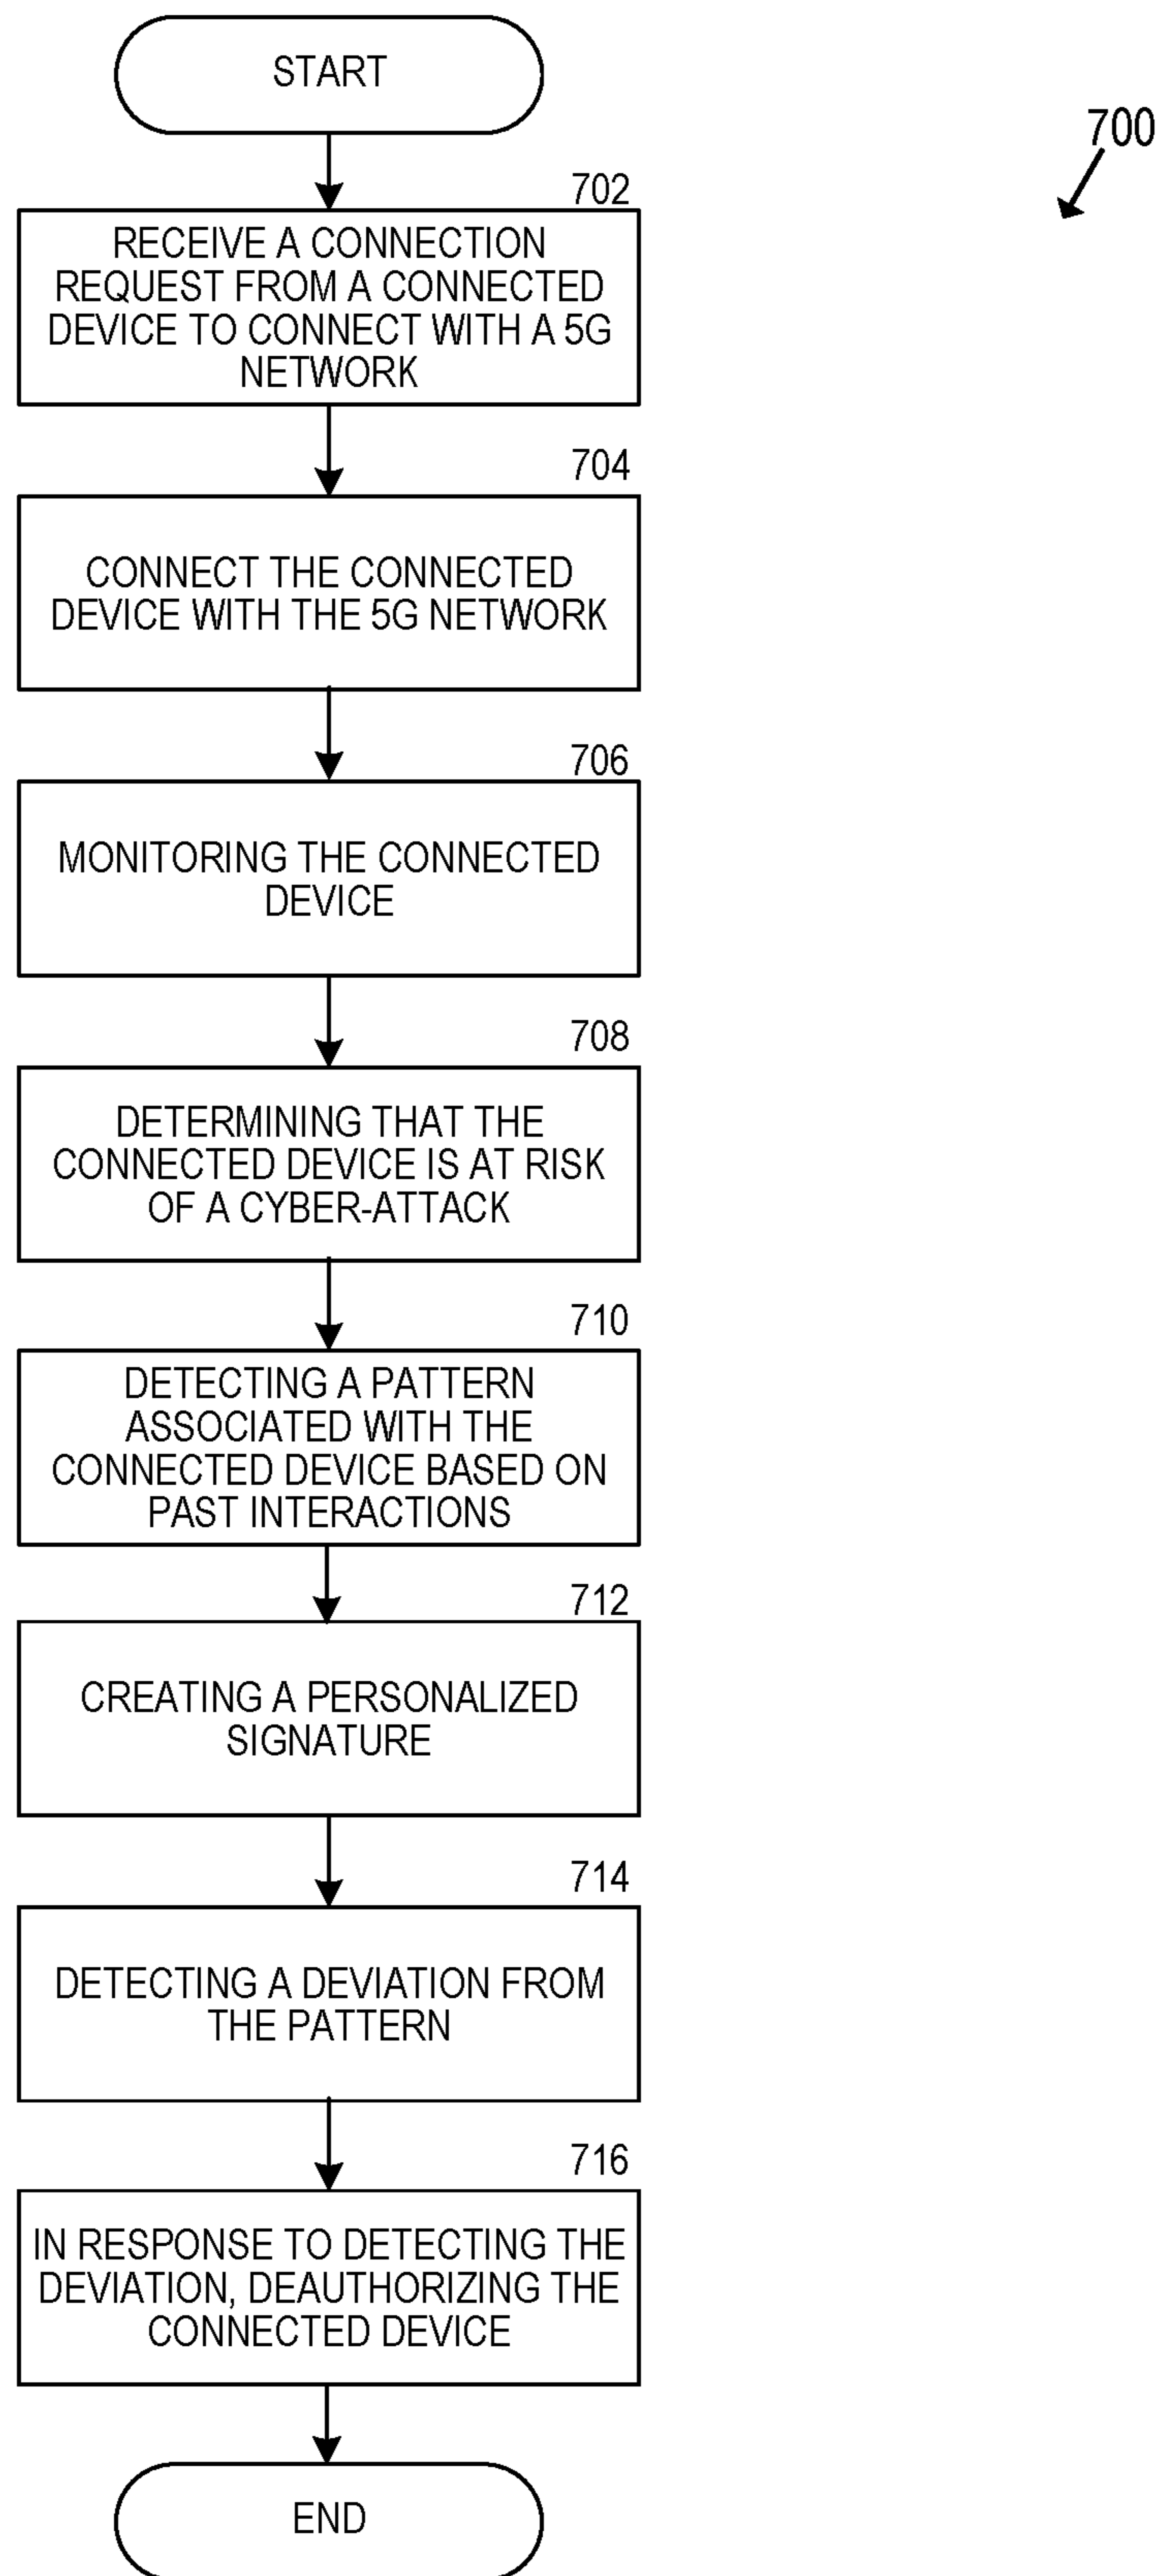 START
700
702
RECEIVE A CONNECTION
REQUEST FROM A CONNECTED
DEVICE TO CONNECT WITH A 5G
NETWORK
704
CONNECT THE CONNECTED
DEVICE WITH THE 5G NETWORK
706
MONITORING THE CONNECTED
DEVICE
708
DETERMINING THAT THE
CONNECTED DEVICE IS AT RISK
OF A CYBER-ATTACK
710
DETECTING A PATTERN
ASSOCIATED WITH THE
CONNECTED DEVICE BASED ON
PAST INTERACTIONS
712
CREATING A PERSONALIZED
SIGNATURE
714
DETECTING A DEVIATION FROM
THE PATTERN
716
IN RESPONSE TO DETECTING THE
DEVIATION, DEAUTHORIZING THE
CONNECTED DEVICE
END